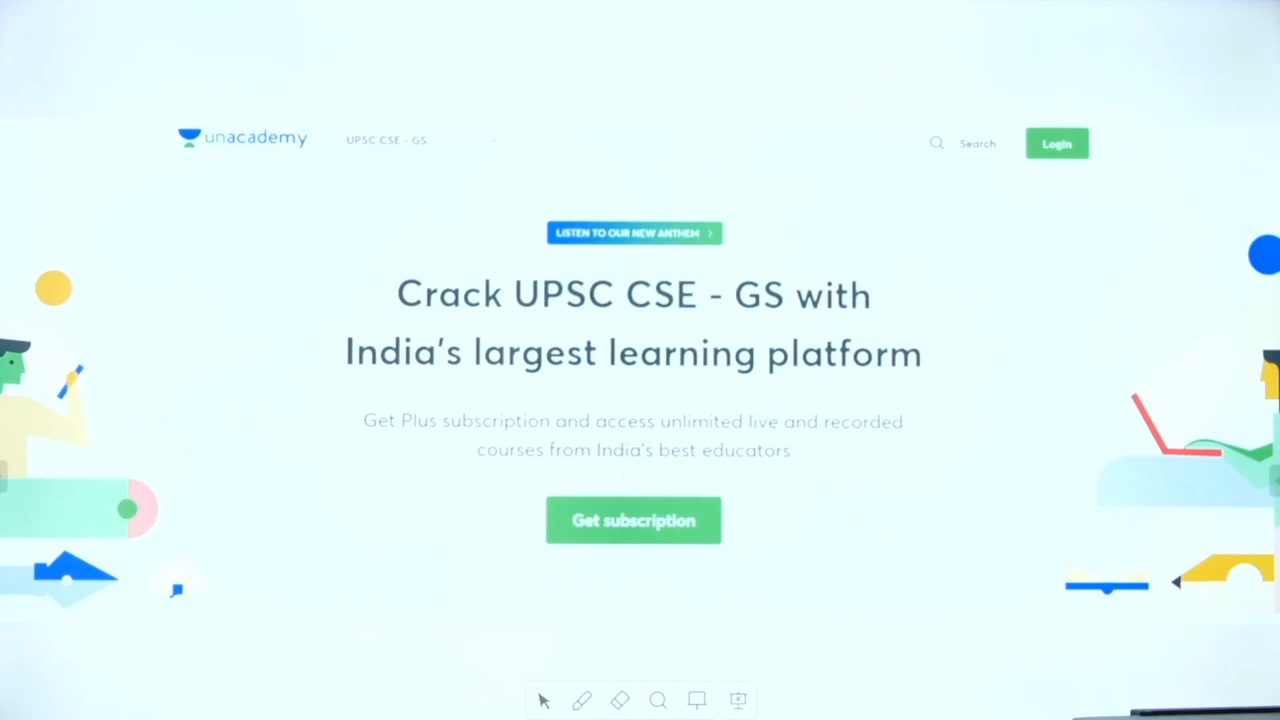 unacademy
UPSC CSE - GS
Search
Login
LISTEN TO OUR NEW ANTHEM
Crack UPSC CSE - GS with
India's largest learning platform
Get Plus subscription and access unlimited live and recorded
courses from India's best educators
Get subscription